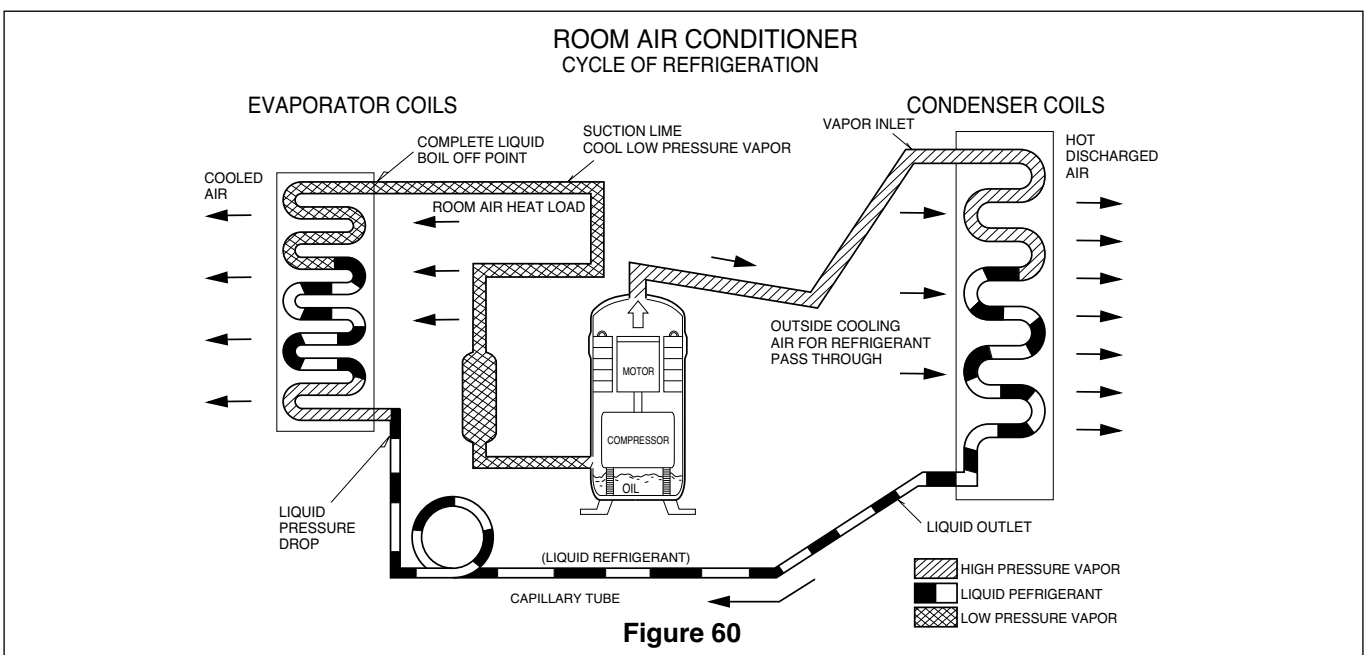 ROOM AIR CONDITIONER
CYCLE OF REFRIGERATION
EVAPORATOR COILS
CONDENSER COILS
COMPLETE LIQUID
BOIL OFF POINT
SUCTION LIME
COOL LOW PRESSURE VAPOR
VAPOR INLET
HOT
DISCHARGED
AIR
COOLED
AIR
ROOM AIR HEAT LOAD
OUTSIDE COOLING
AIR FOR REFRIGERANT
PASS THROUGH
MOTOR
COMPRESSOR
OIL
LIQUID
PRESSURE
DROP
LIQUID OUTLET
(LIQUID REFRIGERANT)
CAPILLARY TUBE
HIGH PRESSURE VAPOR
LIQUID PEFRIGERANT
LOW PRESSURE VAPOR
Figure 60